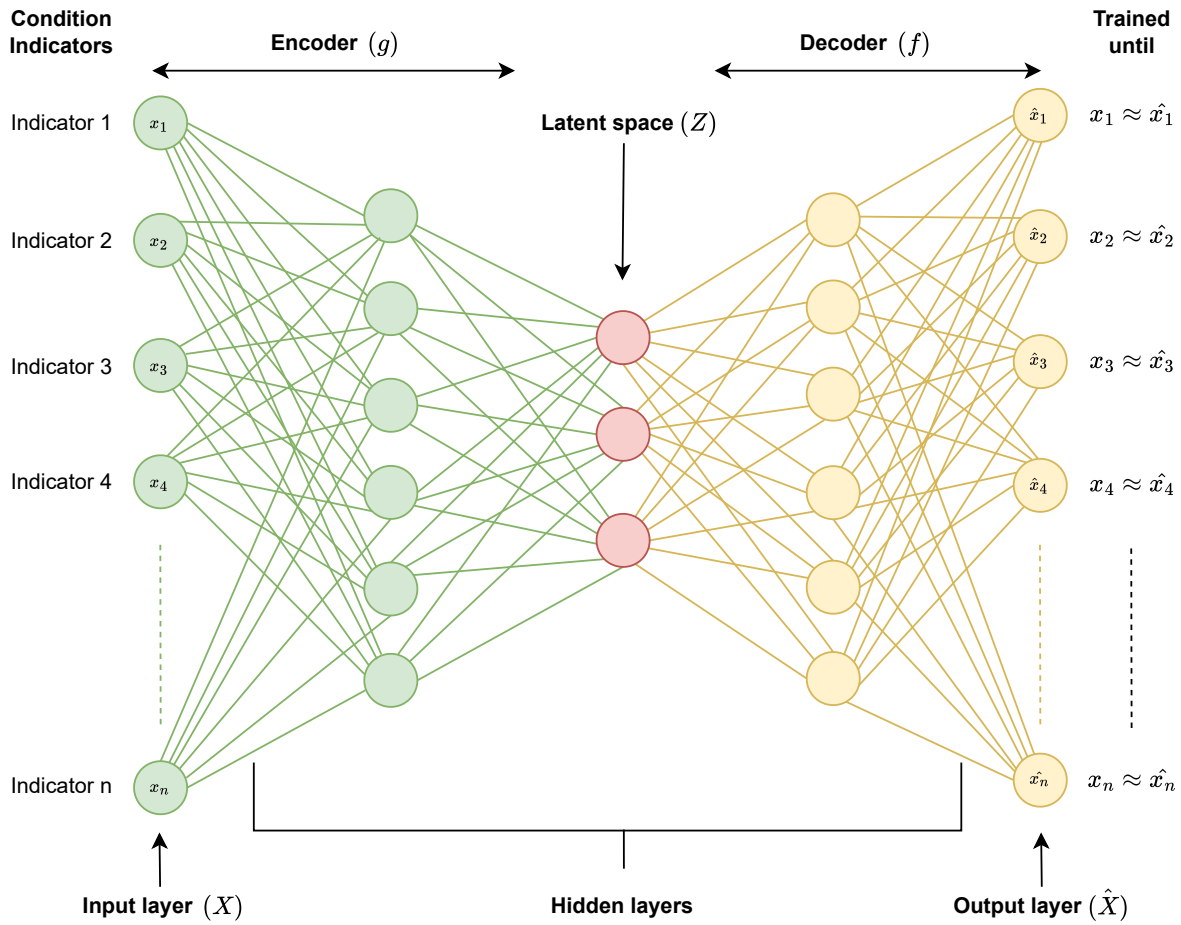 Condition
Indicators
Encoder (g)
Decoder (f)
Trained
until
Latent space (Z)
Indicator 1
x₁
x̂₁
x₁ ≈ x̂₁
Indicator 2
x₂
x̂₂
x₂ ≈ x̂₂
Indicator 3
x₃
x̂₃
x₃ ≈ x̂₃
Indicator 4
x₄
x̂₄
x₄ ≈ x̂₄
Indicator n
xₙ
x̂ₙ
xₙ ≈ x̂ₙ
Input layer (X)
Hidden layers
Output layer (X̂)